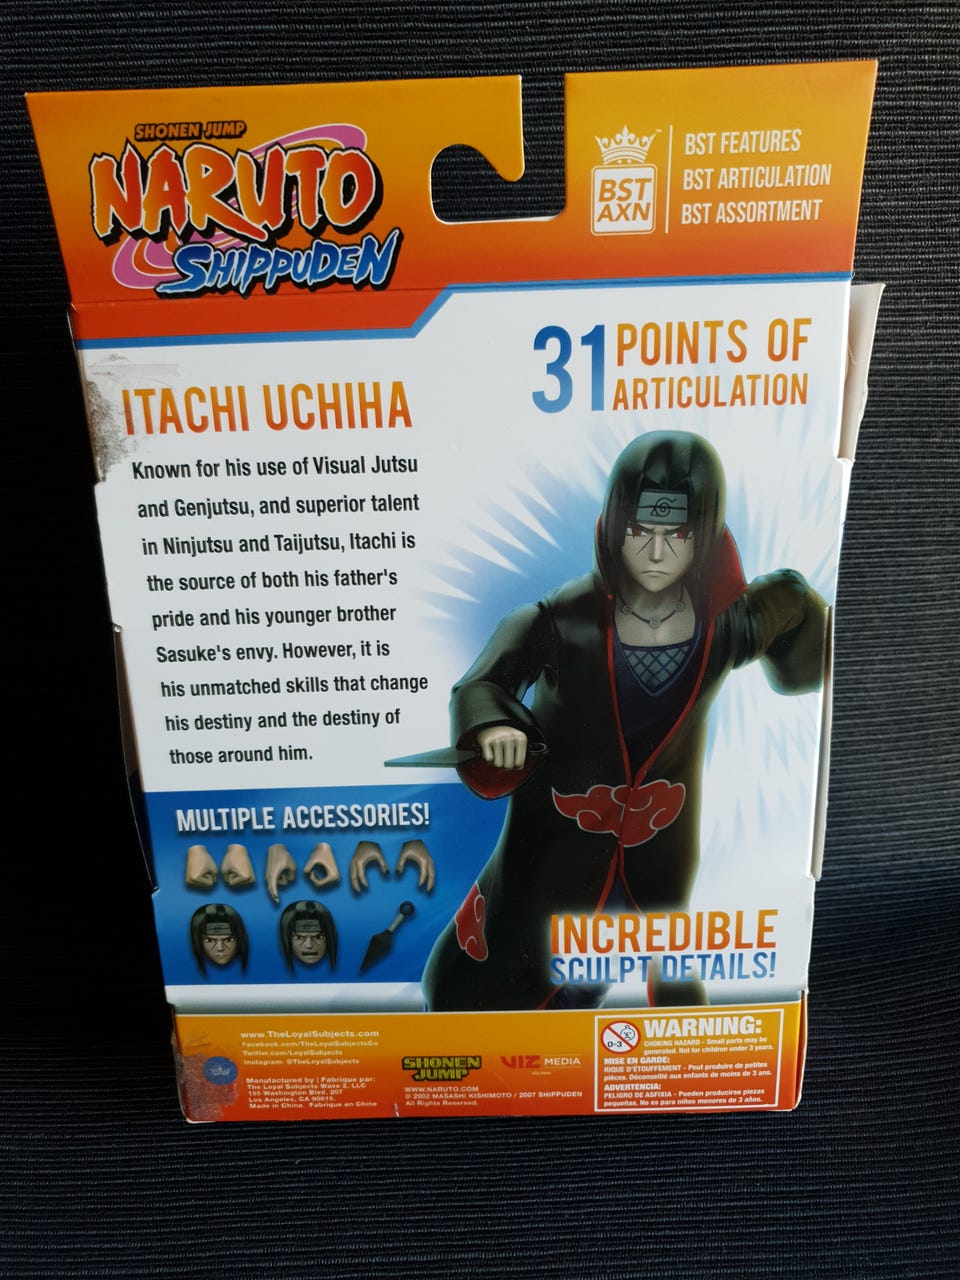 SHONEN JUMP
NARUTO
SHIPPUDEN
BST
AXN
BST FEATURES
BST ARTICULATION
BST ASSORTMENT
31 POINTS OF
ARTICULATION
ITACHI UCHIHA
Known for his use of Visual Jutsu
and Genjutsu, and superior talent
in Ninjutsu and Taijutsu, Itachi is
the source of both his father's
pride and his younger brother
Sasuke's envy. However, it is
his unmatched skills that change
his destiny and the destiny of
those around him.
MULTIPLE ACCESSORIES!
INCREDIBLE
SCULPT DETAILS!
www.TheLoyalSubjects.com
Facebook.com/TheLoyalSubjectsCo
Twitter.com/LoyalSubjects
Instagram: @TheLoyalSubjects
Manufactured by | Fabrique par:
The Loyal Subjects Wave 2, LLC
155 Washington Blvd. 207
Los Angeles, CA 90015.
Made in China. Fabrique en Chine
SHONEN
JUMP
VIZ MEDIA
WWW.NARUTO.COM
© 2002 MASASHI KISHIMOTO / 2007 SHIPPUDEN
All Rights Reserved.
0-3
WARNING:
CHOKING HAZARD - Small parts may be
generated. Not for children under 3 years.
MISE EN GARDE:
RIQUE D'ÉTOUFFEMENT - Peut produire de petites
pièces. Déconseillé aux enfants de moins de 3 ans.
ADVERTENCIA:
PELIGRO DE ASFIXIA - Pueden producirse piezas
pequeñas. No es para niños menores de 3 años.